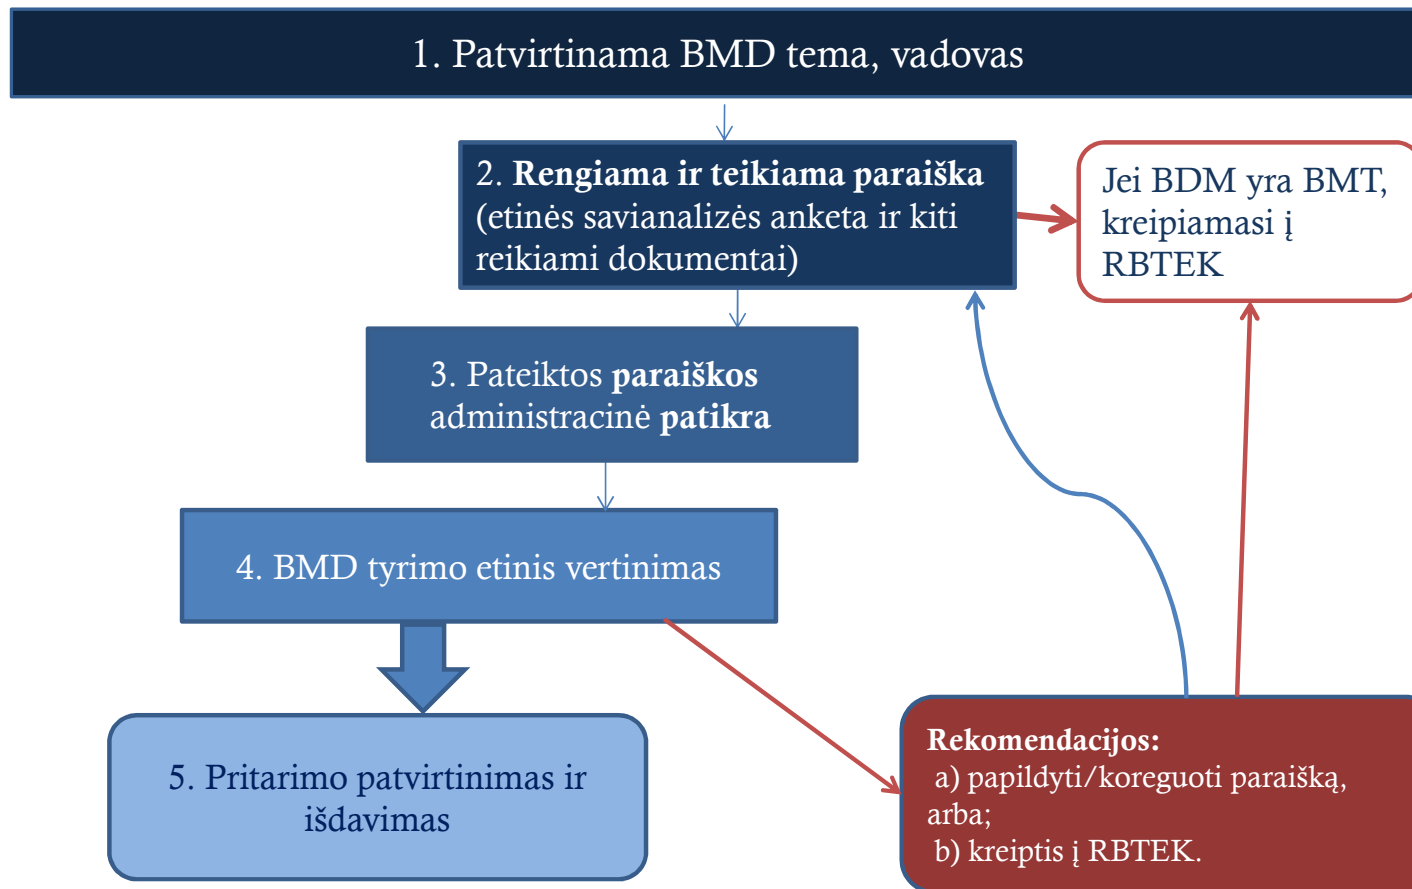 1. Patvirtinama BMD tema, vadovas
2. Rengiama ir teikiama paraiška
(etinės savianalizės anketa ir kiti
reikiami dokumentai)
Jei BDM yra BMT,
kreipiamasi į
RBTEK
3. Pateiktos paraiškos
administracinė patikra
4. BMD tyrimo etinis vertinimas
5. Pritarimo patvirtinimas ir
išdavimas
Rekomendacijos:
a) papildyti/koreguoti paraišką,
arba;
b) kreiptis į RBTEK.